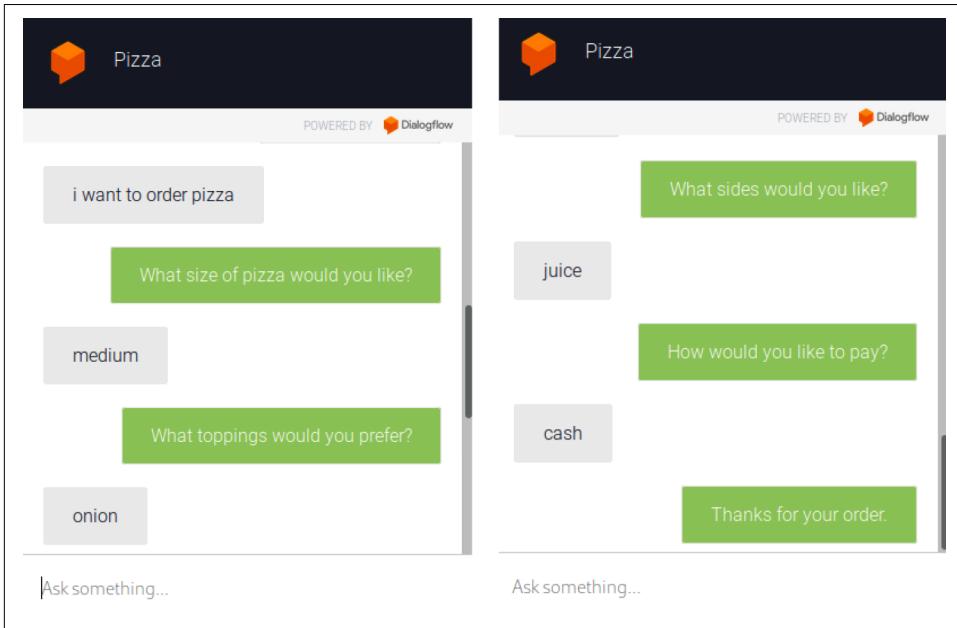 Pizza
POWERED BY Dialogflow
i want to order pizza
What size of pizza would you like?
medium
What toppings would you prefer?
onion
Ask something...
Pizza
POWERED BY Dialogflow
What sides would you like?
juice
How would you like to pay?
cash
Thanks for your order.
Ask something...